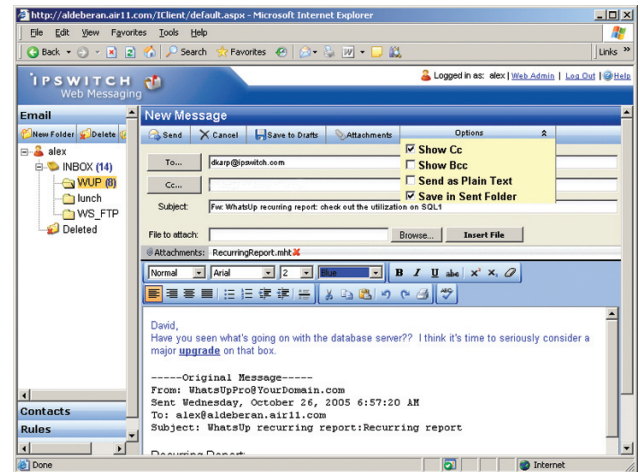 http://aldeberan.air11.com/IClient/default.aspx - Microsoft Internet Explorer
File Edit View Favorites Tools Help
Back Search Favorites Links »
IPSWITCH
Web Messaging
Logged in as: alex | Web Admin | Log Out | Help
Email
New Message
New Folder Delete
Send Cancel Save to Drafts Attachments Options
alex
INBOX (14)
WUP (8)
lunch
WS_FTP
Deleted
Show Cc
Show Bcc
Send as Plain Text
Save in Sent Folder
To... dkarp@ipswitch.com
Cc...
Subject: Fw: WhatsUp recurring report: check out the utilization on SQL1
File to attach: Browse... Insert File
Attachments: RecurringReport.mht
Normal Arial 2 Blue B I U abc x² x, 
David,
Have you seen what's going on with the database server?? I think it's time to seriously consider a
major upgrade on that box.
-----Original Message-----
From: WhatsUpPro@YourDomain.com
Sent Wednesday, October 26, 2005 6:57:20 AM
To: alex@aldeberan.air11.com
Subject: WhatsUp recurring report:Recurring report
Recurring Report:
Contacts
Rules
Done Internet